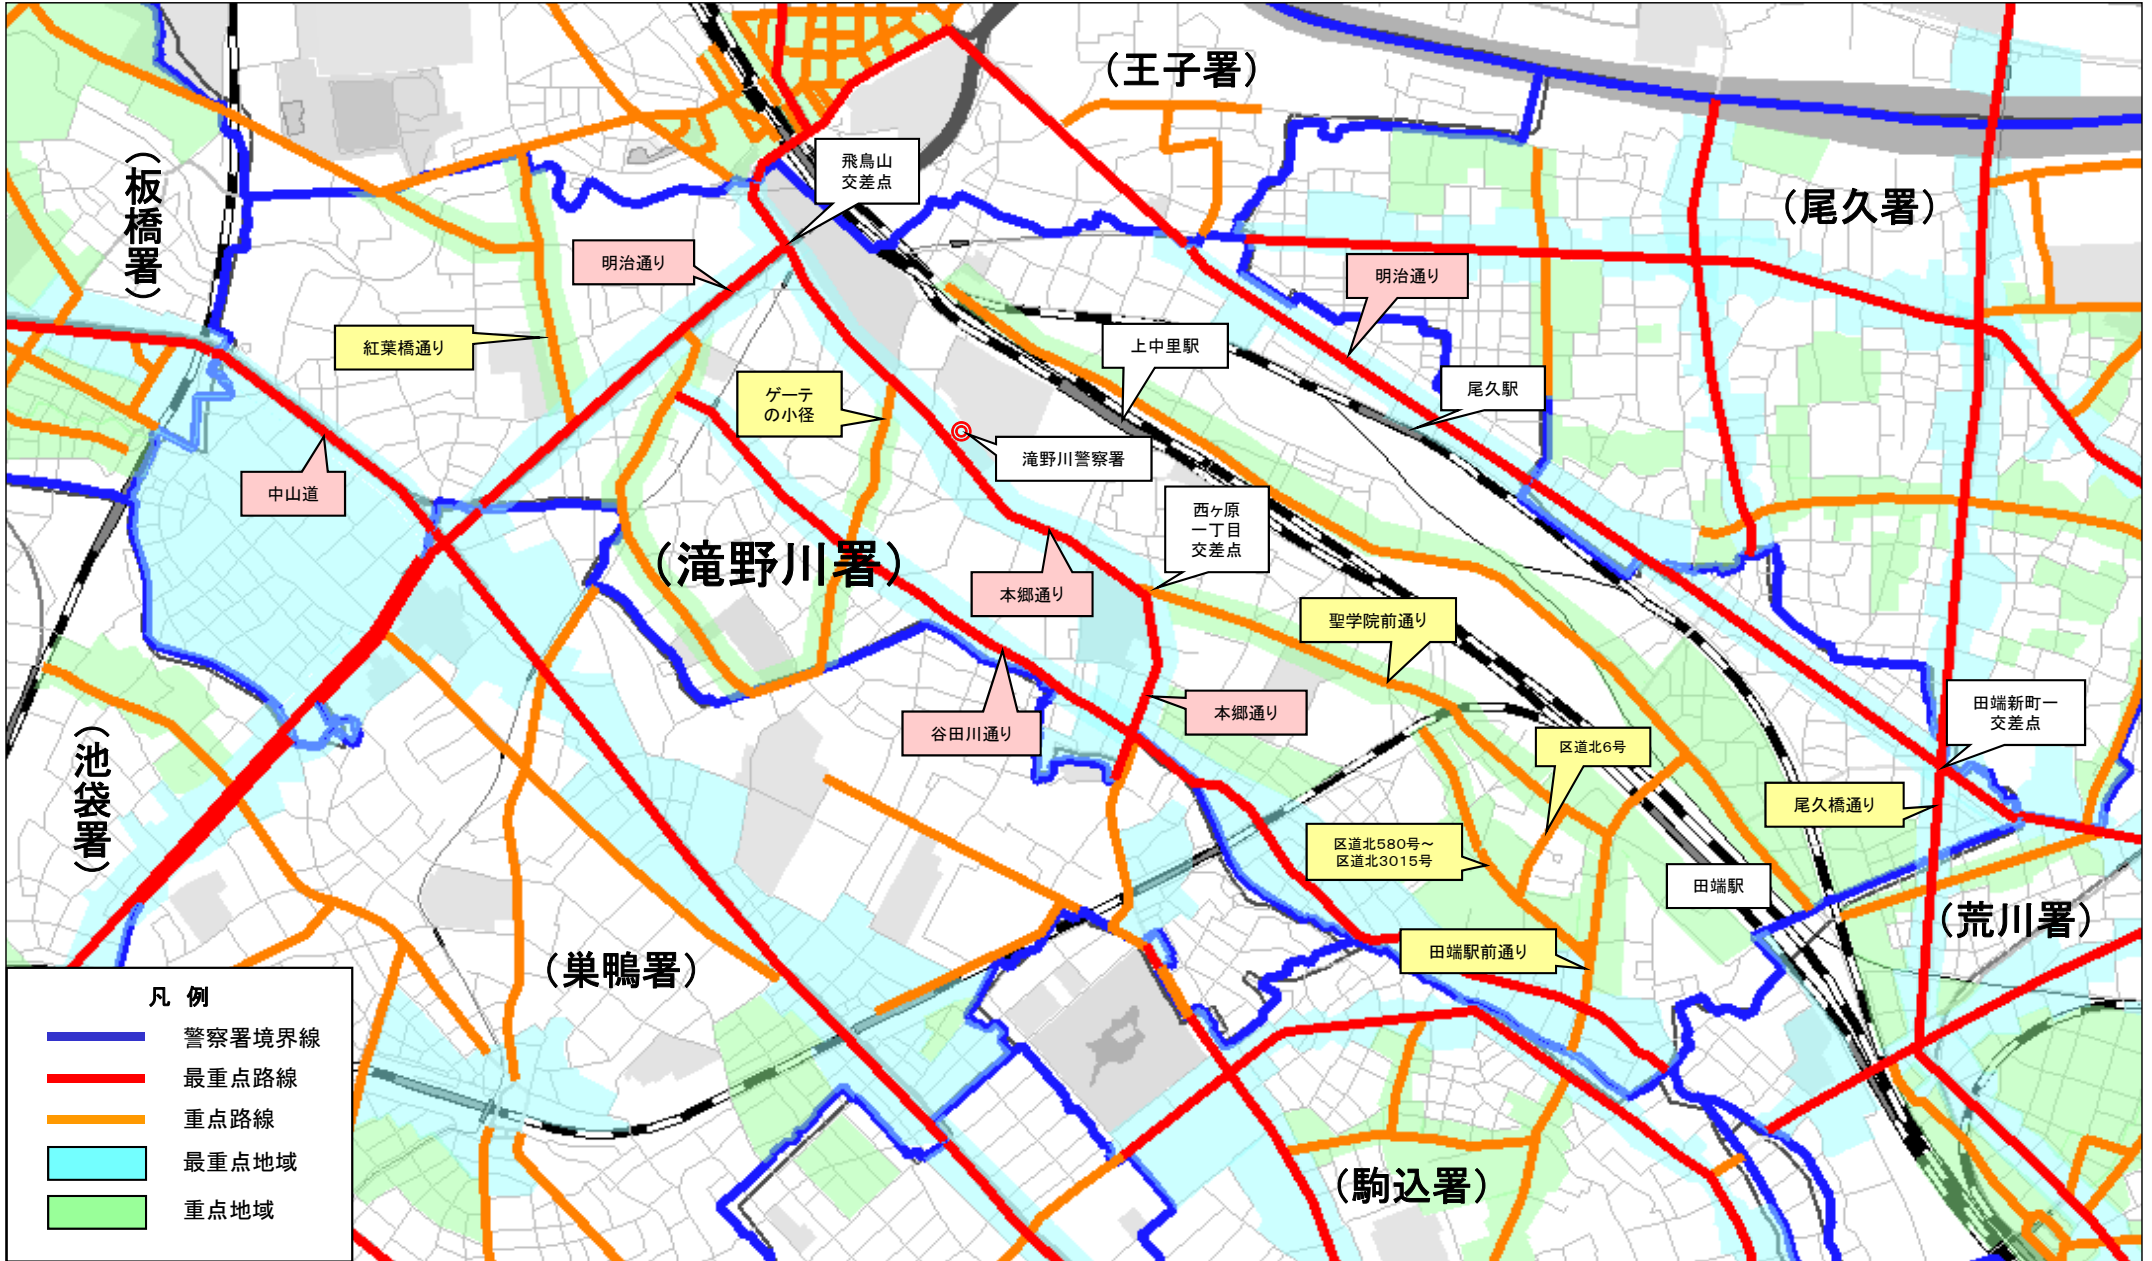 (王子署)
飛鳥山
交差点
(板橋署)
(尾久署)
明治通り
明治通り
紅葉橋通り
上中里駅
尾久駅
ゲーテ
の小径
滝野川警察署
中山道
西ヶ原
一丁目
交差点
(滝野川署)
本郷通り
聖学院前通り
本郷通り
谷田川通り
田端新町一
交差点
区道北6号
(池袋署)
尾久橋通り
区道北580号～
区道北3015号
田端駅
(荒川署)
田端駅前通り
(巣鴨署)
(駒込署)
凡 例
警察署境界線
最重点路線
重点路線
最重点地域
重点地域